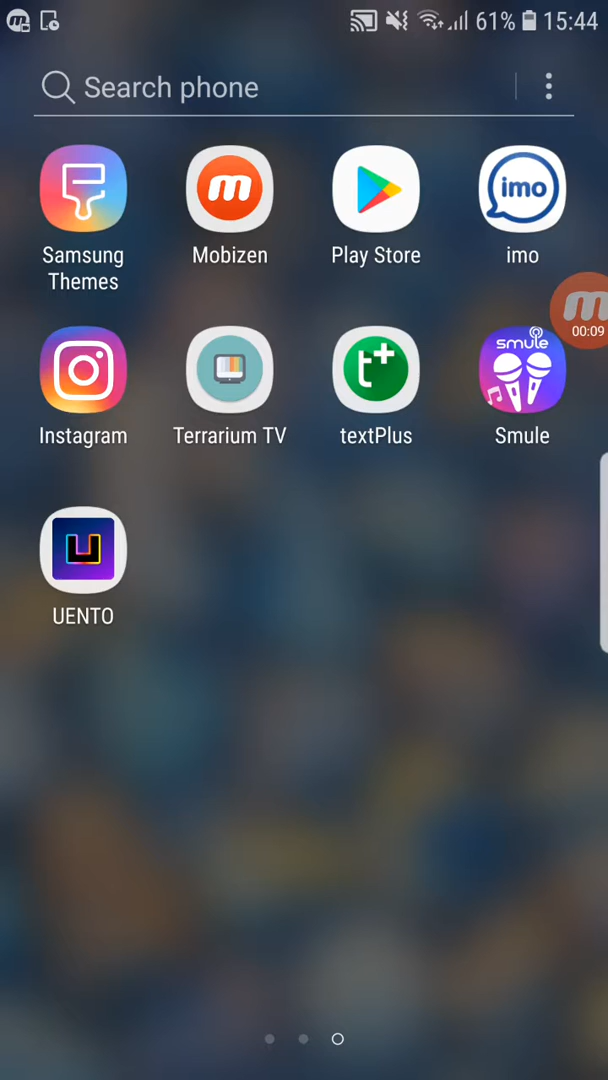 61% 15:44
Search phone
imo
Samsung Themes
Mobizen
Play Store
imo
00:09
t+
smule
Instagram
Terrarium TV
textPlus
Smule
U
UENTO